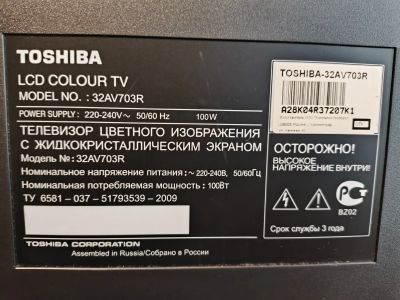 TOSHIBA
LCD COLOUR TV
MODEL NO. : 32AV703R
POWER SUPPLY : 220-240V~ 50/60 Hz 100W
ТЕЛЕВИЗОР ЦВЕТНОГО ИЗОБРАЖЕНИЯ
С ЖИДКОКРИСТАЛЛИЧЕСКИМ ЭКРАНОМ
Модель №: 32AV703R
Номинальное напряжение питания: ~ 220-240В, 50/60Гц
Номинальная потребляемая мощность : 100Вт
ТУ 6581 - 037 - 51793539 - 2009
TOSHIBA CORPORATION
Assembled in Russia/Собрано в России
TOSHIBA-32AV703R
A28K04R37207K1
ОСТОРОЖНО!
ВЫСОКОЕ
НАПРЯЖЕНИЕ ВНУТРИ!
BZ02
Срок службы 3 года